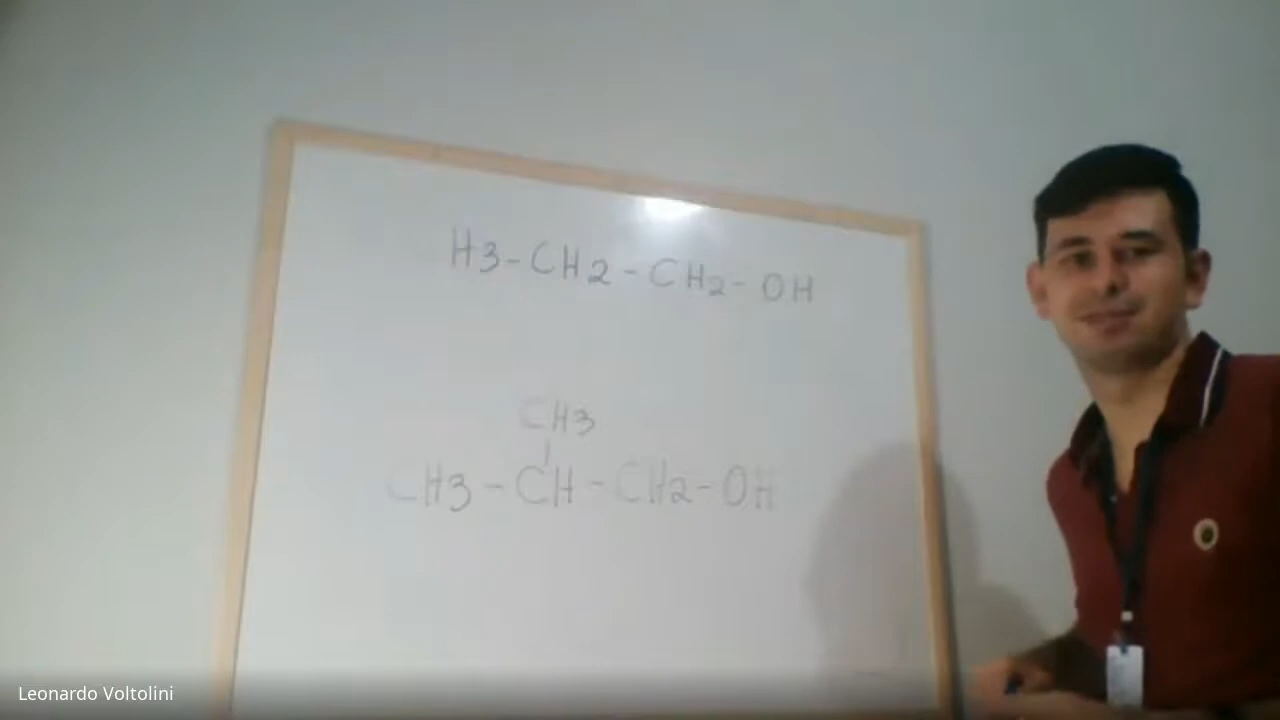 H3-CH2-CH2-OH
CH3
|
CH3-CH-CH2-OH
Leonardo Voltolini